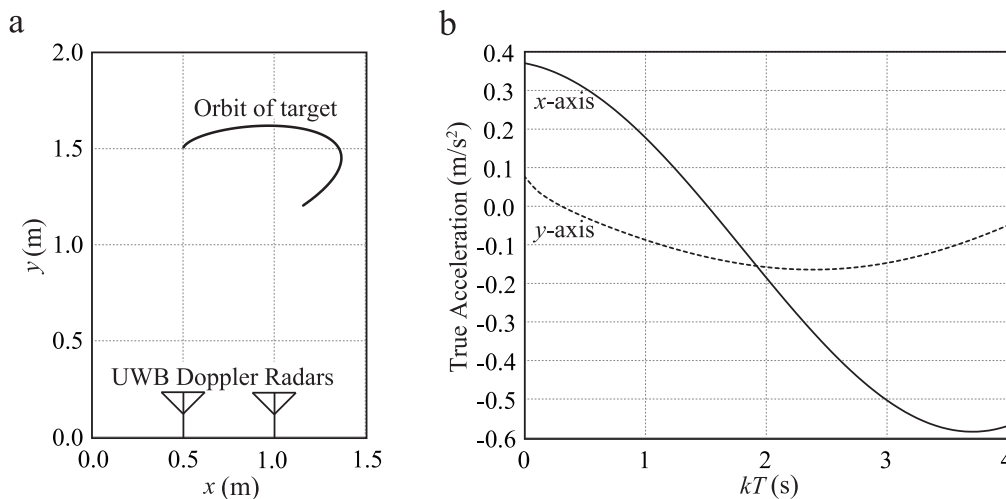 a
2.0
1.5
1.0
0.5
0.0
y (m)
Orbit of target
UWB Doppler Radars
0.0 0.5 1.0 1.5
x (m)
b
0.4
0.3
0.2
0.1
0.0
-0.1
-0.2
-0.3
-0.4
-0.5
-0.6
True Acceleration (m/s²)
x-axis
y-axis
0 1 2 3 4
kT (s)